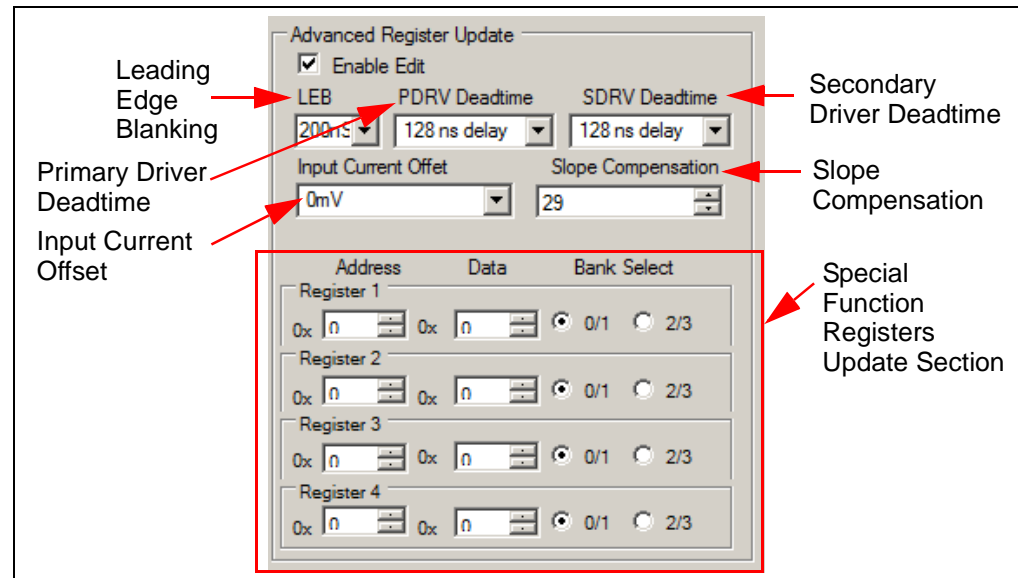 Advanced Register Update
Enable Edit
Leading
Edge
Blanking
LEB
PDRV Deadtime
SDRV Deadtime
Secondary
Driver Deadtime
200nS
128 ns delay
128 ns delay
Primary Driver
Deadtime
Input Current Offet
Slope Compensation
Slope
Compensation
0mV
29
Input Current
Offset
Address
Data
Bank Select
Special
Function
Registers
Update Section
Register 1
0x 0 0x 0 0/1 2/3
Register 2
0x 0 0x 0 0/1 2/3
Register 3
0x 0 0x 0 0/1 2/3
Register 4
0x 0 0x 0 0/1 2/3